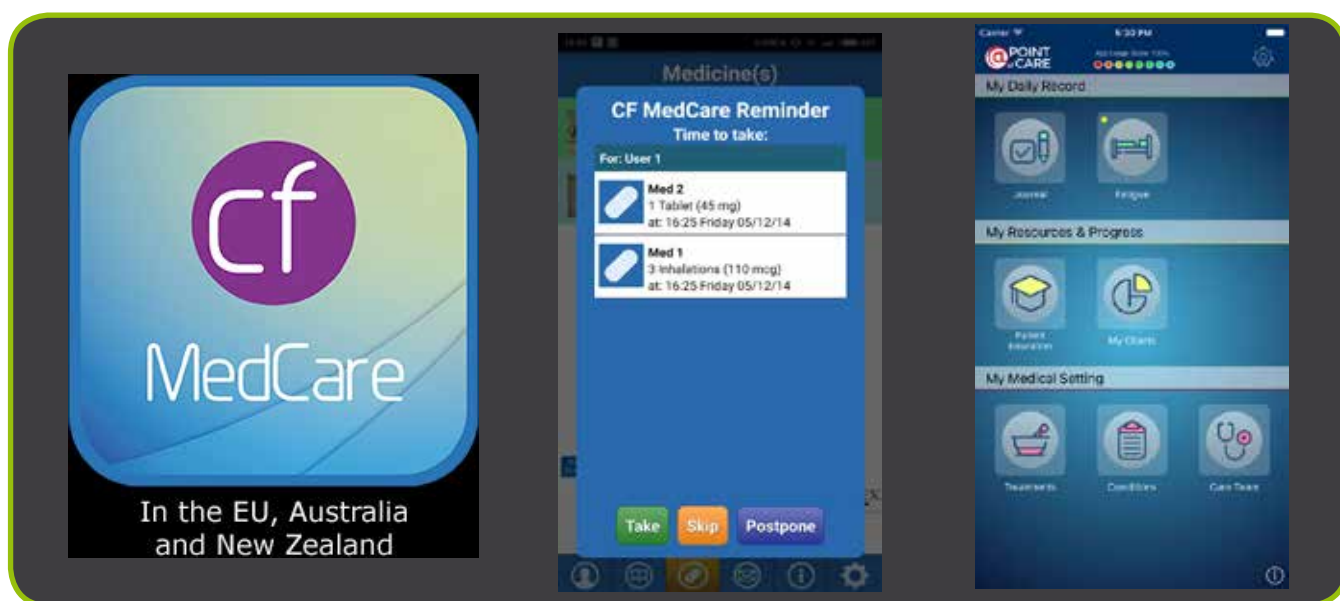 cf
MedCare
In the EU, Australia
and New Zealand
Medicine(s)
CF MedCare Reminder
Time to take:
For: User 1
Med 2
1 Tablet (45 mg)
at: 16:25 Friday 05/12/14
Med 1
3 Inhalations (110 mcg)
at: 16:25 Friday 05/12/14
Take Skip Postpone
Carrier 5:30 PM
@POINT
of CARE
My Daily Record
Journal Fatigue
My Resources & Progress
Patient
Education
My Charts
My Medical Setting
Treatments Conditions Care Team